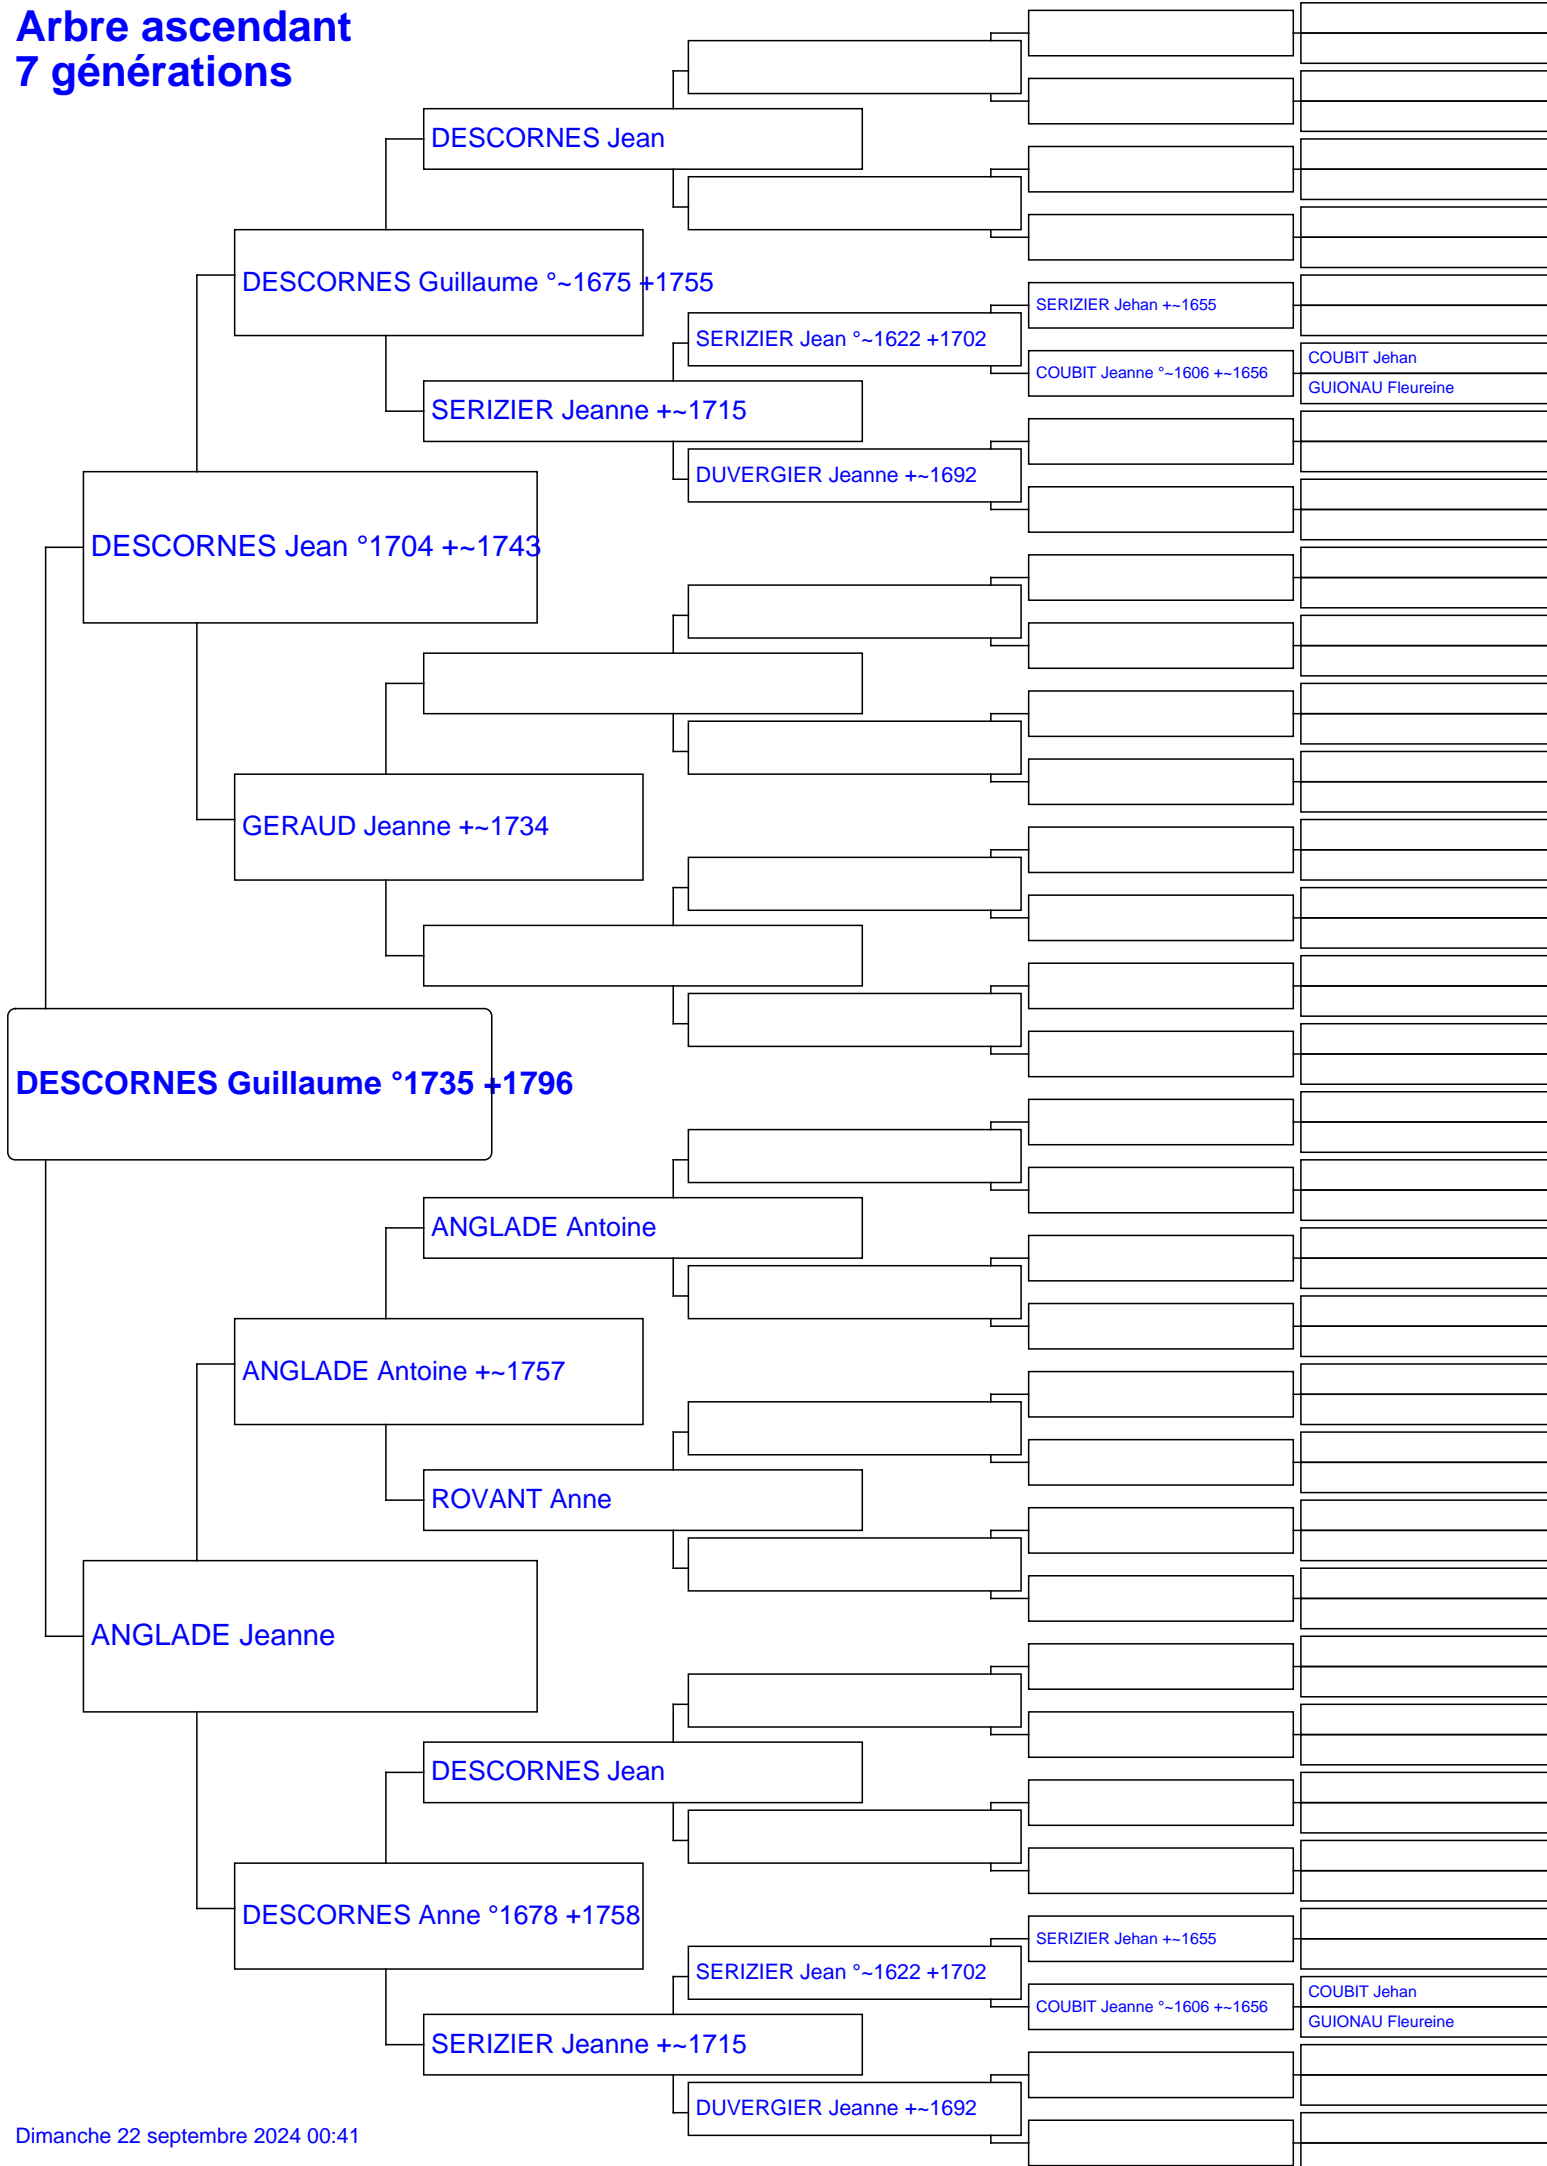 Arbre ascendant
7 générations
DESCORNES Jean
DESCORNES Guillaume °~1675 +1755
SERIZIER Jehan +~1655
SERIZIER Jean °~1622 +1702
COUBIT Jehan
COUBIT Jeanne °~1606 +~1656
GUIONAU Fleureine
SERIZIER Jeanne +~1715
DUVERGIER Jeanne +~1692
DESCORNES Jean °1704 +~1743
GERAUD Jeanne +~1734
DESCORNES Guillaume °1735 +1796
ANGLADE Antoine
ANGLADE Antoine +~1757
ROVANT Anne
ANGLADE Jeanne
DESCORNES Jean
DESCORNES Anne °1678 +1758
SERIZIER Jehan +~1655
SERIZIER Jean °~1622 +1702
COUBIT Jehan
COUBIT Jeanne °~1606 +~1656
GUIONAU Fleureine
SERIZIER Jeanne +~1715
DUVERGIER Jeanne +~1692
Dimanche 22 septembre 2024 00:41